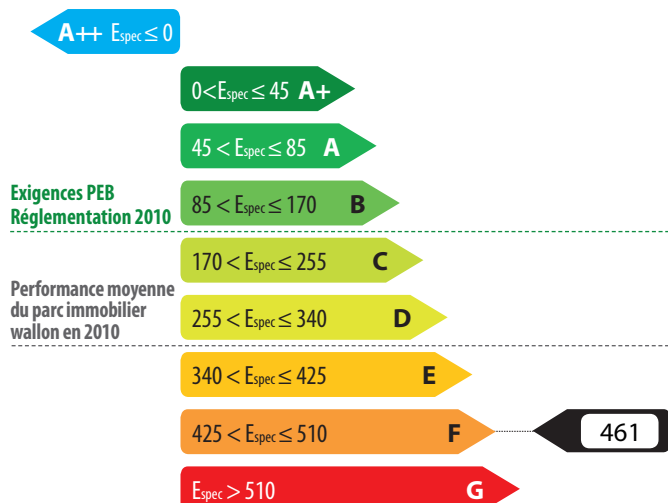 A++ Espec ≤ 0
0<Espec ≤ 45 A+
45 < Espec ≤ 85 A
Exigences PEB
Réglementation 2010
85 < Espec ≤ 170 B
170 < Espec ≤ 255 C
Performance moyenne
du parc immobilier
wallon en 2010
255 < Espec ≤ 340 D
340 < Espec ≤ 425 E
425 < Espec ≤ 510 F 461
Espec > 510 G